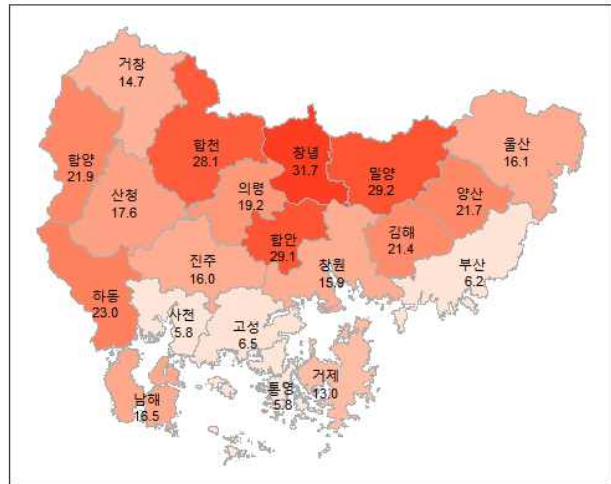 거창
14.7
합천
28.1
창녕
31.7
밀양
29.2
울산
16.1
함양
21.9
산청
17.6
의령
19.2
양산
21.7
함안
29.1
김해
21.4
진주
16.0
창원
15.9
부산
6.2
하동
23.0
사천
5.8
고성
6.5
통영
5.8
거제
13.0
남해
16.5